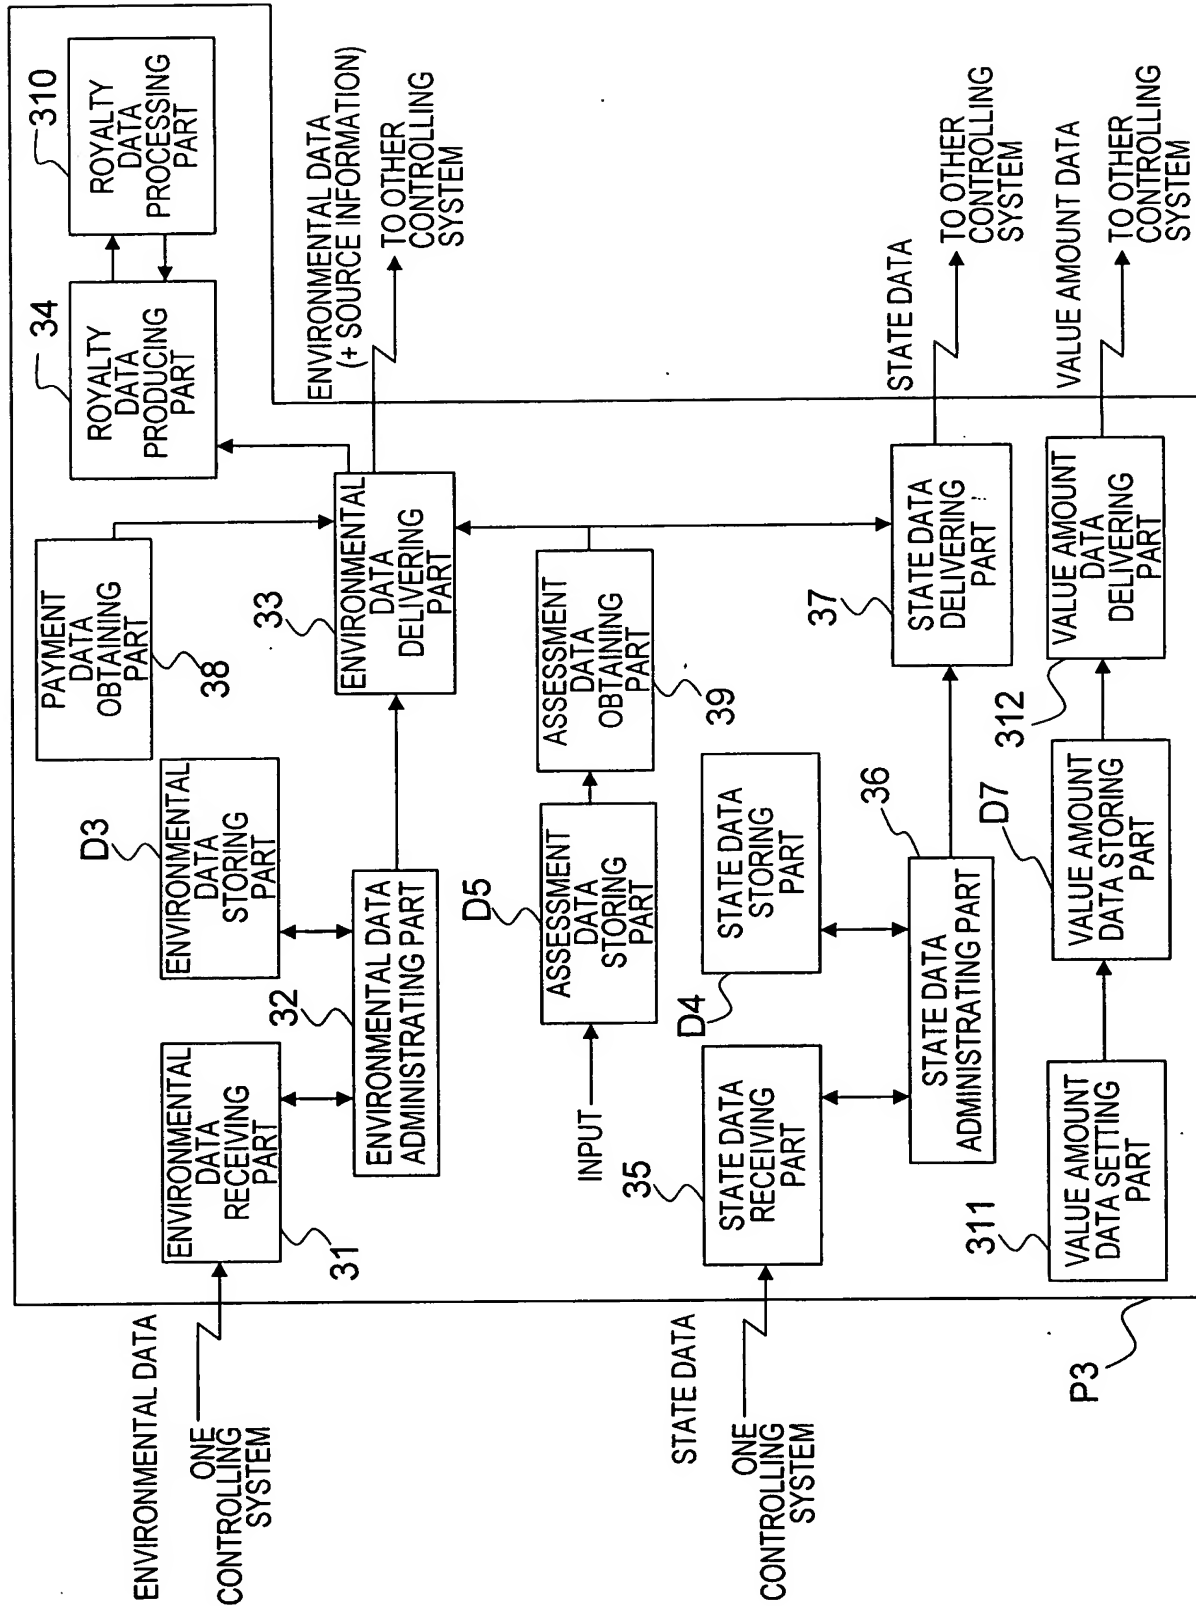 ENVIRONMENTAL DATA
ONE
CONTROLLING
SYSTEM
31
ENVIRONMENTAL
DATA
RECEIVING
PART
D3
ENVIRONMENTAL
DATA
STORING
PART
32
ENVIRONMENTAL DATA
ADMINISTRATING PART
PAYMENT
DATA
OBTAINING
PART
38
33
ENVIRONMENTAL
DATA
DELIVERING
PART
34
ROYALTY
DATA
PRODUCING
PART
310
ROYALTY
DATA
PROCESSING
PART
ENVIRONMENTAL DATA
(+ SOURCE INFORMATION)
TO OTHER
CONTROLLING
SYSTEM
INPUT
D5
ASSESSMENT
DATA
STORING
PART
ASSESSMENT
DATA
OBTAINING
PART
39
STATE DATA
ONE
CONTROLLING
SYSTEM
35
STATE DATA
RECEIVING
PART
D4
STATE DATA
STORING
PART
36
STATE DATA
ADMINISTRATING PART
37
STATE DATA
DELIVERING
PART
STATE DATA
TO OTHER
CONTROLLING
SYSTEM
311
VALUE AMOUNT
DATA SETTING
PART
D7
VALUE AMOUNT
DATA STORING
PART
312
VALUE AMOUNT
DATA
DELIVERING
PART
VALUE AMOUNT DATA
TO OTHER
CONTROLLING
SYSTEM
P3